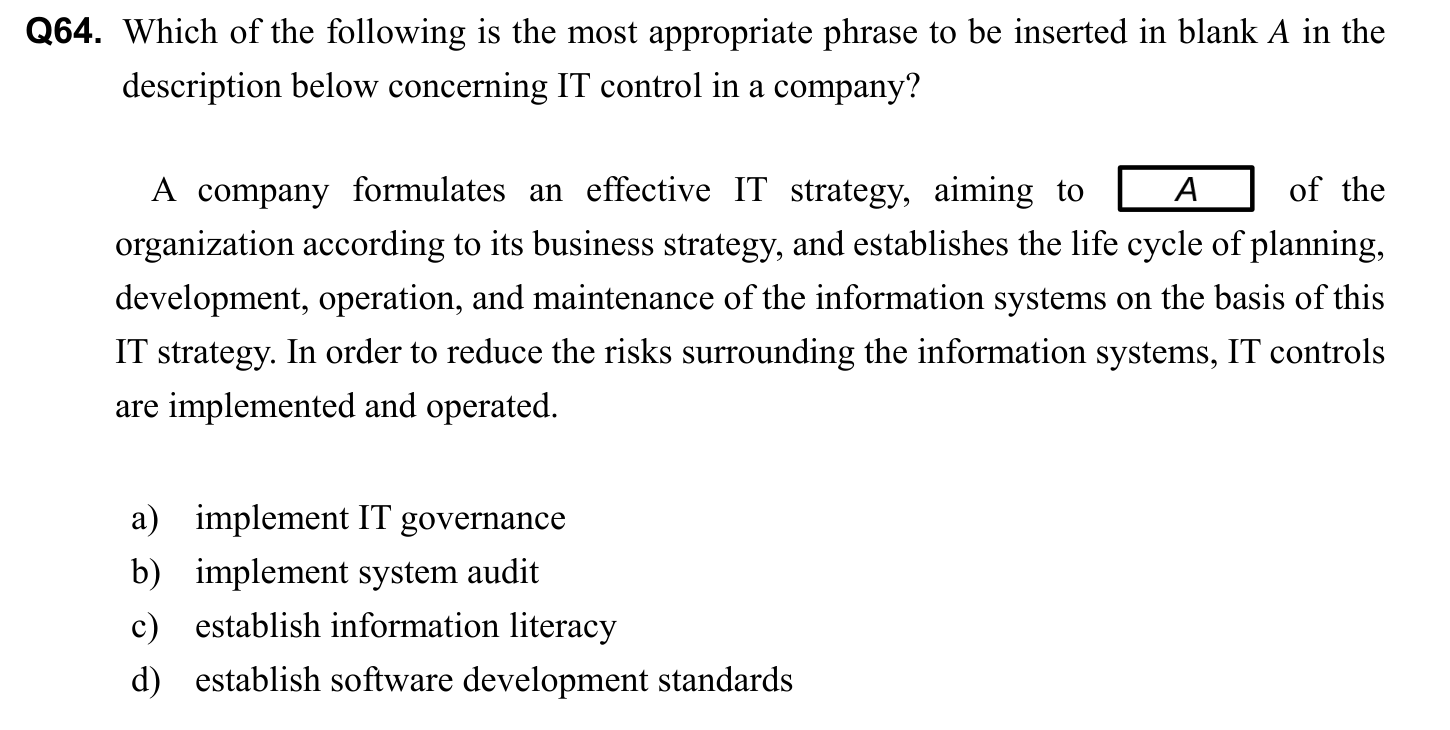 Q64. Which of the following is the most appropriate phrase to be inserted in blank A in the
description below concerning IT control in a company?
A company formulates an effective IT strategy, aiming to A of the
organization according to its business strategy, and establishes the life cycle of planning,
development, operation, and maintenance of the information systems on the basis of this
IT strategy. In order to reduce the risks surrounding the information systems, IT controls
are implemented and operated.
a) implement IT governance
b) implement system audit
c) establish information literacy
d) establish software development standards